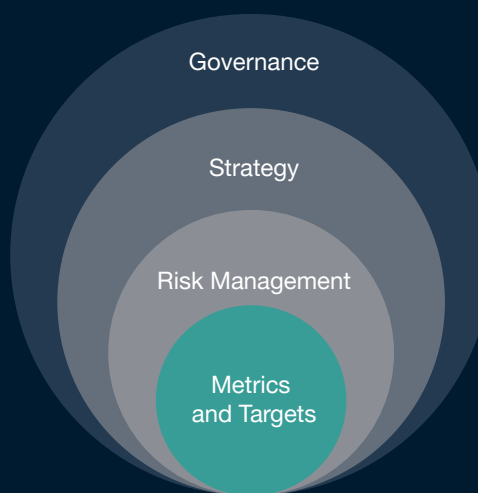 Governance
Strategy
Risk Management
Metrics
and Targets